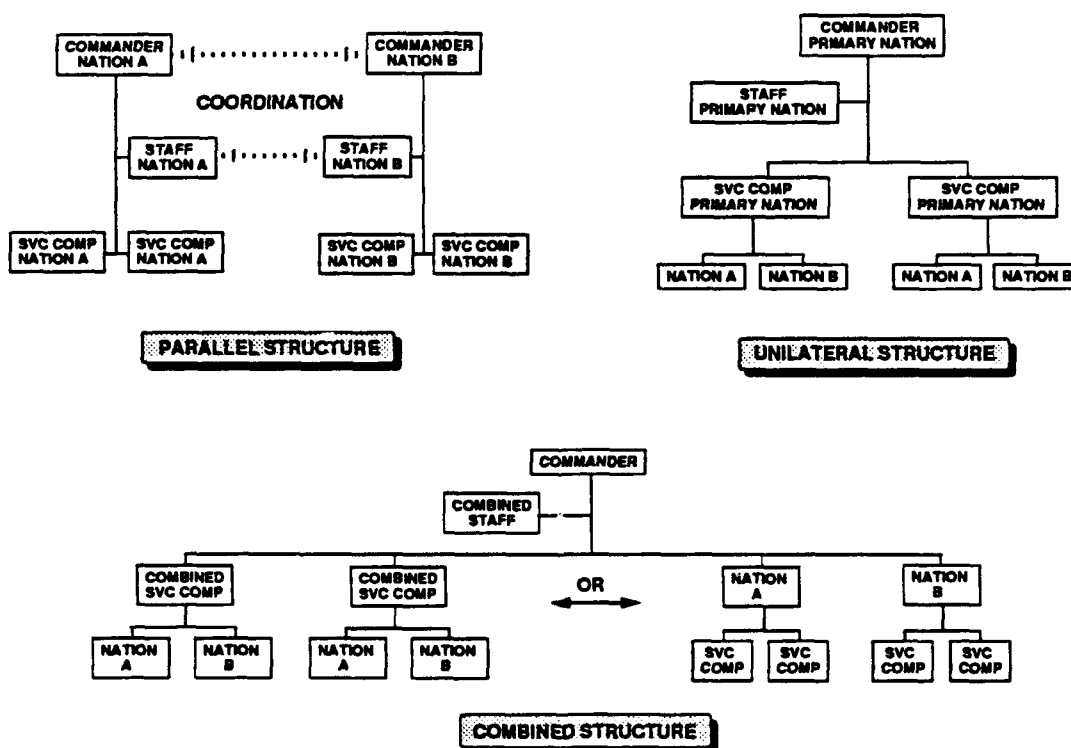 COMMANDER
NATION A
COMMANDER
NATION B
COORDINATION
STAFF
NATION A
STAFF
NATION B
SVC COMP
NATION A
SVC COMP
NATION A
SVC COMP
NATION B
SVC COMP
NATION B
PARALLEL STRUCTURE
COMMANDER
PRIMARY NATION
STAFF
PRIMARY NATION
SVC COMP
PRIMARY NATION
SVC COMP
PRIMARY NATION
NATION A
NATION B
NATION A
NATION B
UNILATERAL STRUCTURE
COMMANDER
COMBINED
STAFF
COMBINED
SVC COMP
COMBINED
SVC COMP
OR
NATION
A
NATION
B
NATION
A
NATION
B
NATION
A
NATION
B
SVC
COMP
SVC
COMP
SVC
COMP
SVC
COMP
COMBINED STRUCTURE